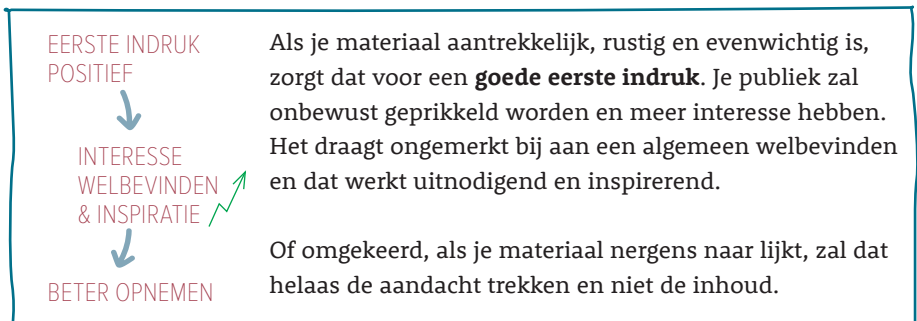 EERSTE INDRUK
POSITIEF
INTERESSE
WELBEVINDEN
& INSPIRATIE
BETER OPNEMEN
Als je materiaal aantrekkelijk, rustig en evenwichtig is,
zorgt dat voor een goede eerste indruk. Je publiek zal
onbewust geprikkeld worden en meer interesse hebben.
Het draagt ongemerkt bij aan een algemeen welbevinden
en dat werkt uitnodigend en inspirerend.
Of omgekeerd, als je materiaal nergens naar lijkt, zal dat
helaas de aandacht trekken en niet de inhoud.